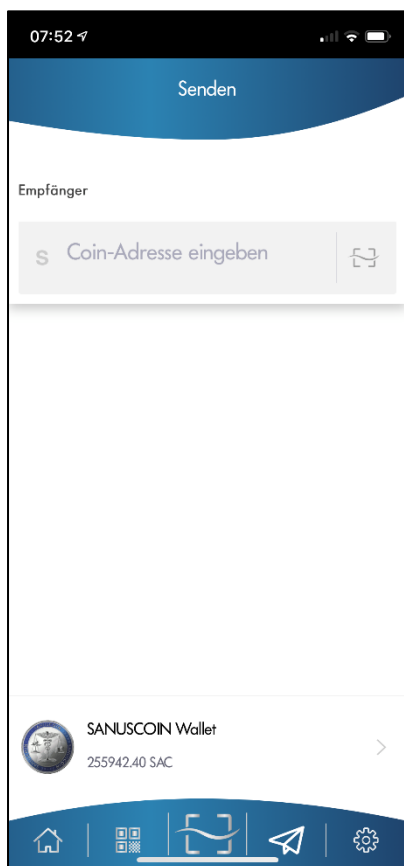 07:52
Senden
Empfänger
S Coin-Adresse eingeben
SANUSCOIN Wallet
255942.40 SAC